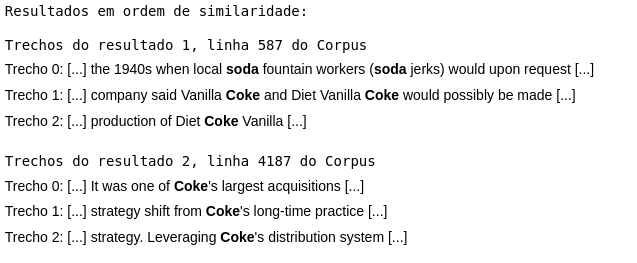 Resultados em ordem de similaridade:
Trechos do resultado 1, linha 587 do Corpus
Trecho 0: [...] the 1940s when local soda fountain workers (soda jerks) would upon request [...]
Trecho 1: [...] company said Vanilla Coke and Diet Vanilla Coke would possibly be made [...]
Trecho 2: [...] production of Diet Coke Vanilla [...]
Trechos do resultado 2, linha 4187 do Corpus
Trecho 0: [...] It was one of Coke's largest acquisitions [...]
Trecho 1: [...] strategy shift from Coke's long-time practice [...]
Trecho 2: [...] strategy. Leveraging Coke's distribution system [...]